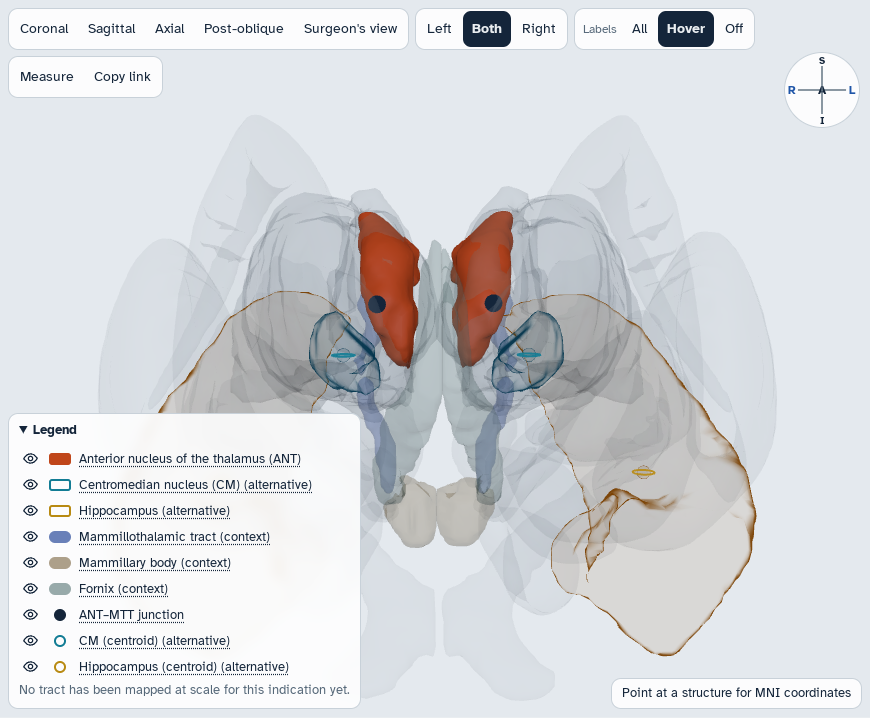 Coronal Sagittal Axial Post-oblique Surgeon's view Left Both Right Labels All Hover Off
Measure Copy link
S
R A L
I
▼ Legend
Anterior nucleus of the thalamus (ANT)
Centromedian nucleus (CM) (alternative)
Hippocampus (alternative)
Mammillothalamic tract (context)
Mammillary body (context)
Fornix (context)
ANT–MTT junction
CM (centroid) (alternative)
Hippocampus (centroid) (alternative)
No tract has been mapped at scale for this indication yet.
Point at a structure for MNI coordinates